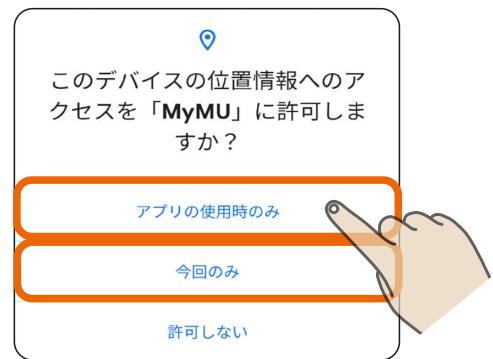 このデバイスの位置情報へのア
クセスを「MyMU」に許可しま
すか？
アプリの使用時のみ
今回のみ
許可しない